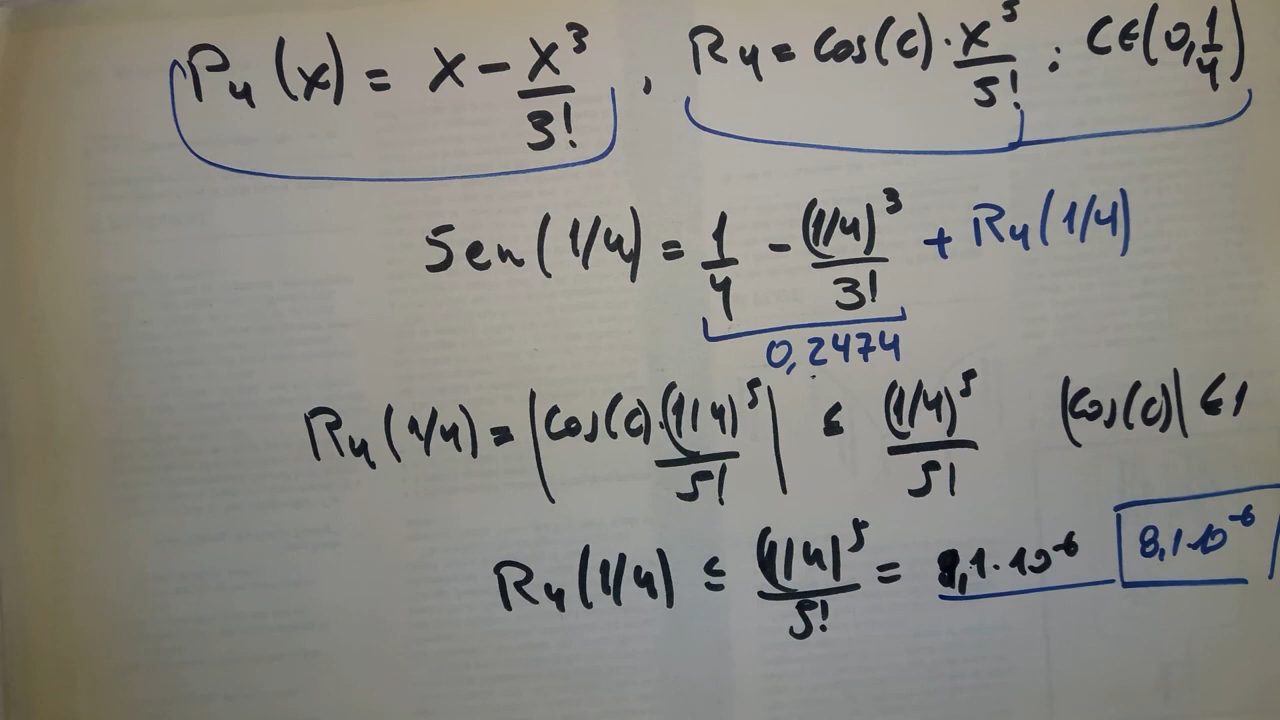 P₄(x) = x - x³/3! , R₄ = Cos(c)·x⁵/5! : C∈(0,1/4)
Sen(1/4) = 1/4 - (1/4)³/3! + R₄(1/4)
0,2474
R₄(1/4) = |Cos(c)·(1/4)⁵/5!| ≤ (1/4)⁵/5! |Cos(c)| ≤ 1
R₄(1/4) ≤ (1/4)⁵/5! = 8,1·10⁻⁶ 8,1·10⁻⁶